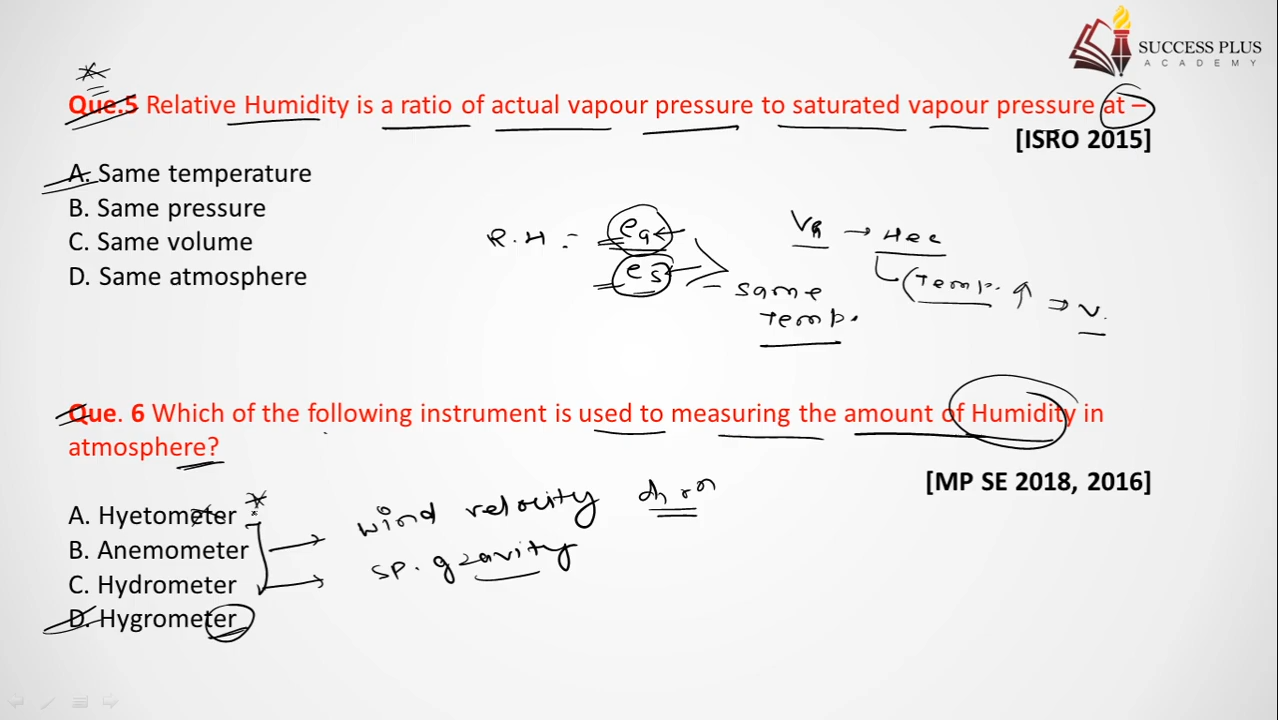 SUCCESS PLUS
ACADEMY
Que.5 Relative Humidity is a ratio of actual vapour pressure to saturated vapour pressure at –
[ISRO 2015]
A. Same temperature
B. Same pressure
C. Same volume
D. Same atmosphere
R.H =
ea
es
same
temp.
Temp. ↑ ⇒ V.
Que. 6 Which of the following instrument is used to measuring the amount of Humidity in
atmosphere?
[MP SE 2018, 2016]
A. Hyetometer
B. Anemometer
C. Hydrometer
D. Hygrometer
wind velocity
sp. gravity